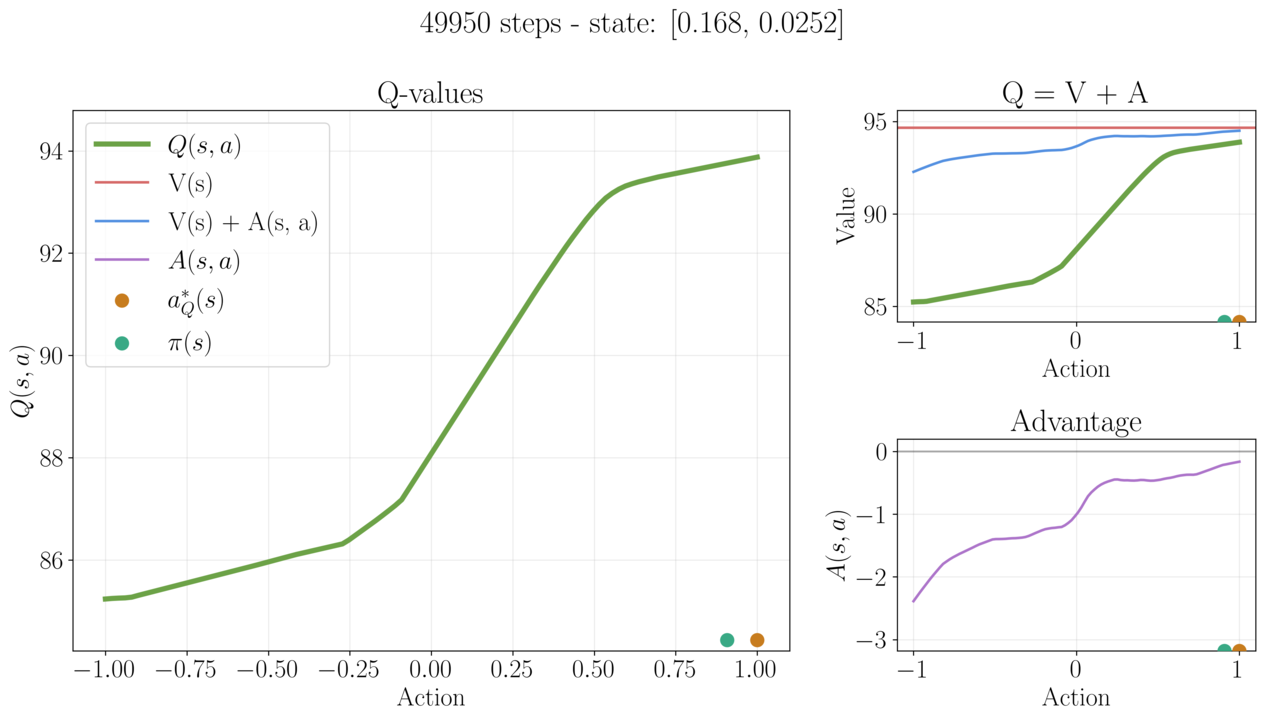 49950 steps - state: [0.168, 0.0252]
Q-values
Q(s, a)
V(s)
V(s) + A(s, a)
A(s, a)
a*_Q(s)
π(s)
94
92
90
88
86
Q(s, a)
−1.00 −0.75 −0.50 −0.25 0.00 0.25 0.50 0.75 1.00
Action
Q = V + A
95
90
85
Value
−1 0 1
Action
Advantage
0
−1
−2
−3
A(s, a)
−1 0 1
Action